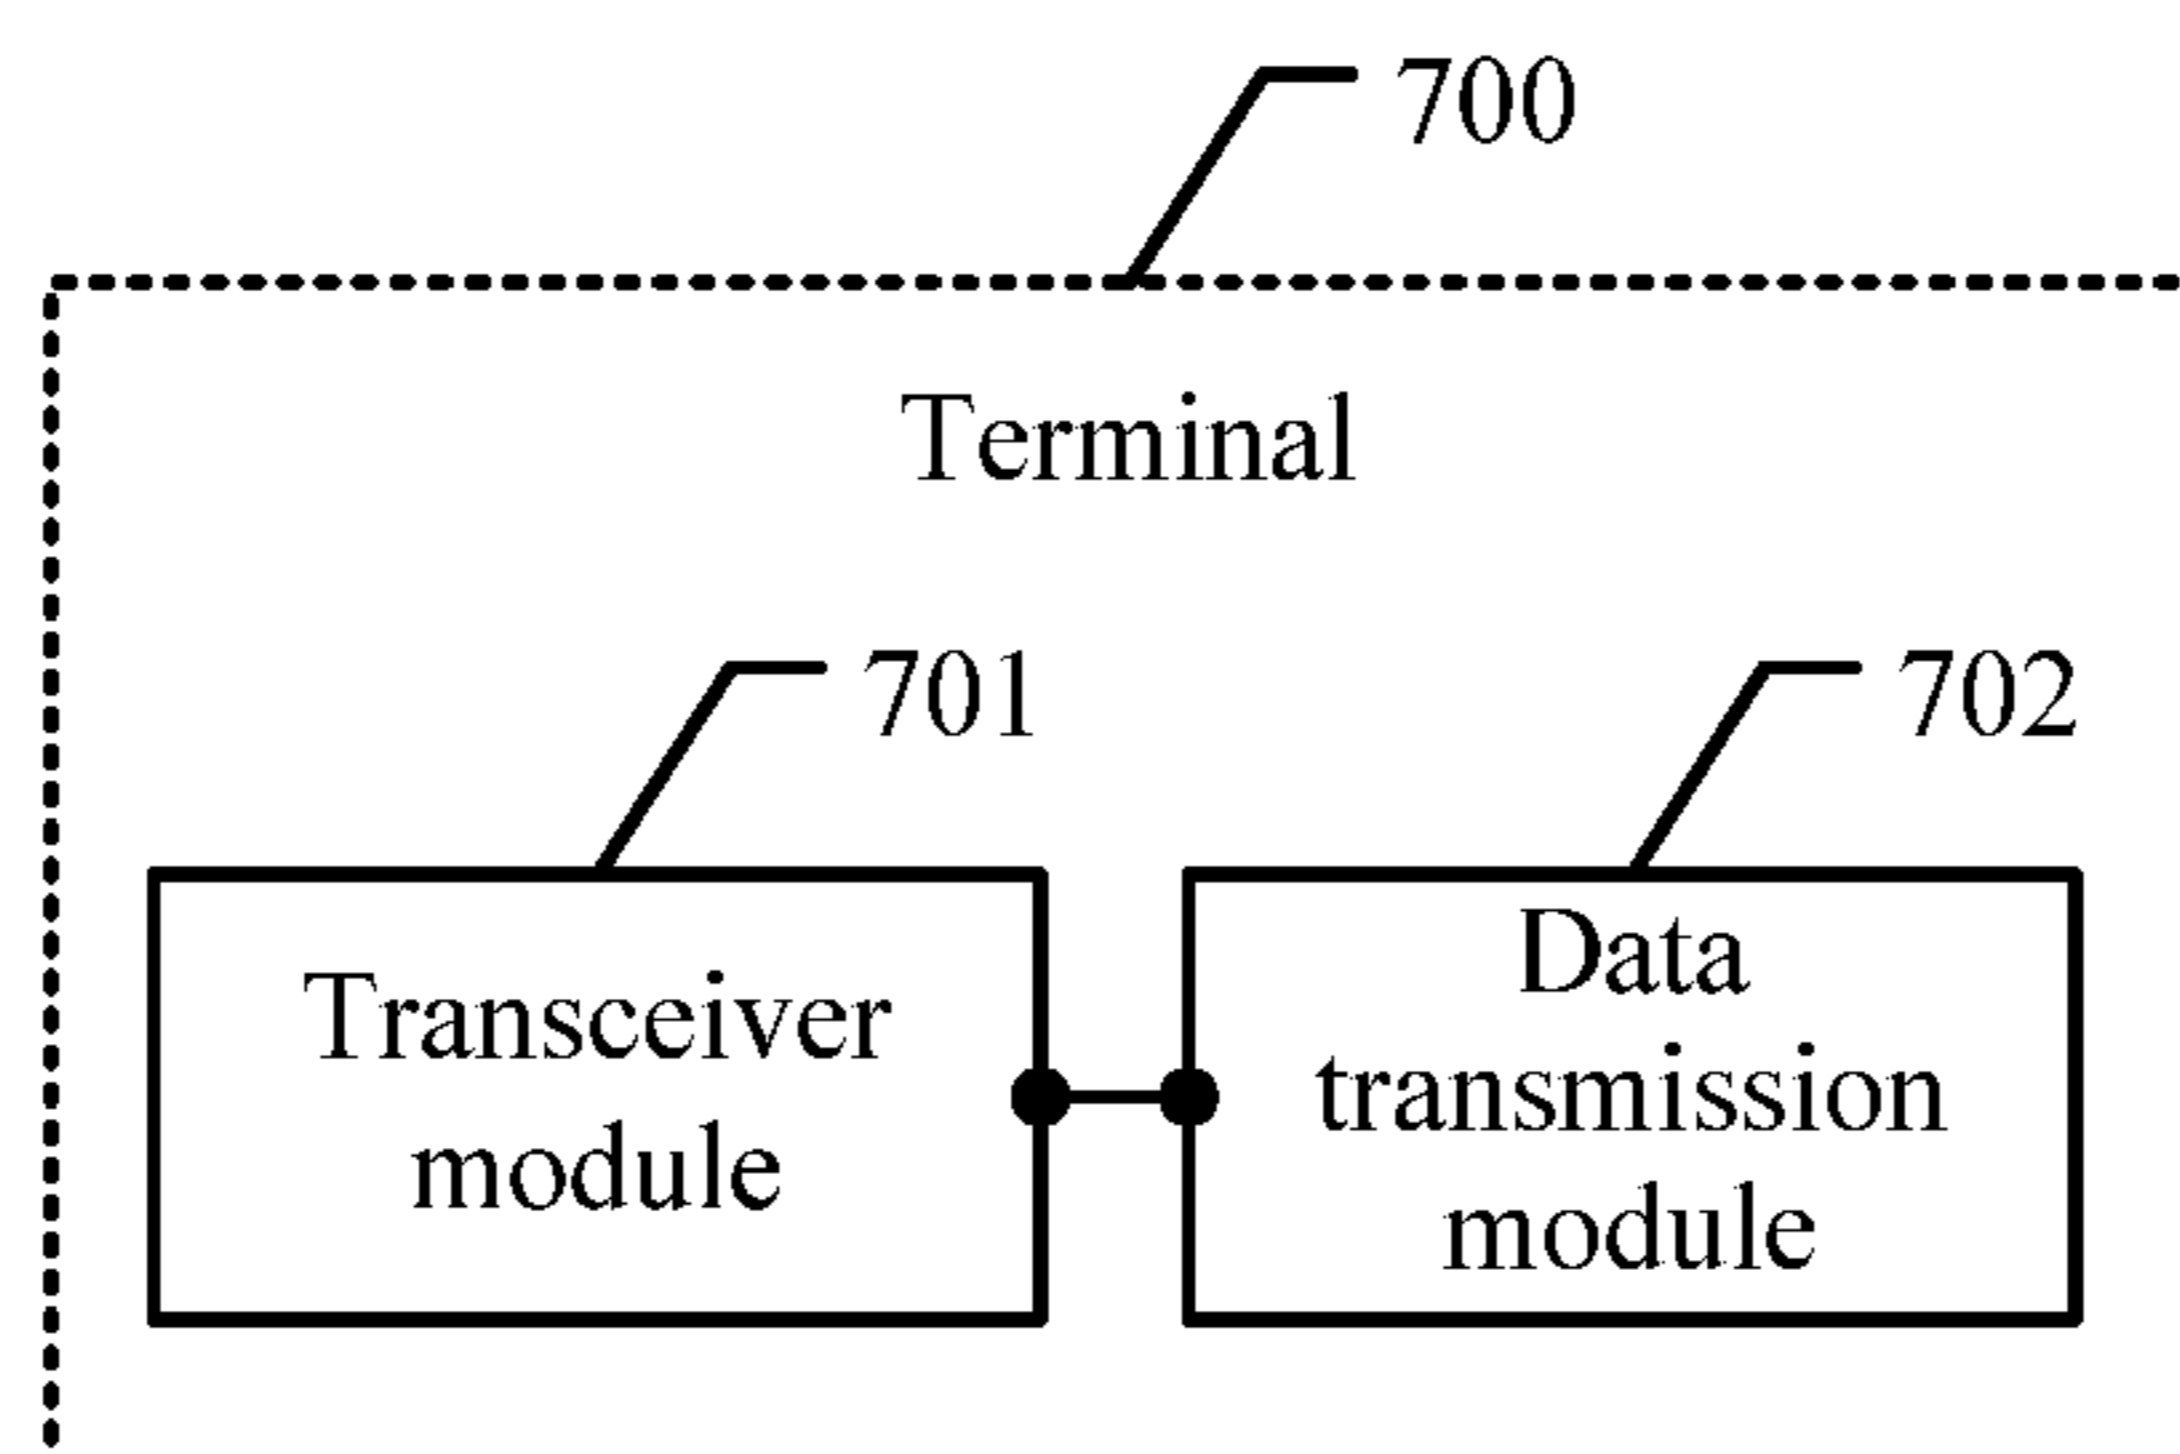 700
Terminal
701
702
Transceiver
module
Data
transmission
module